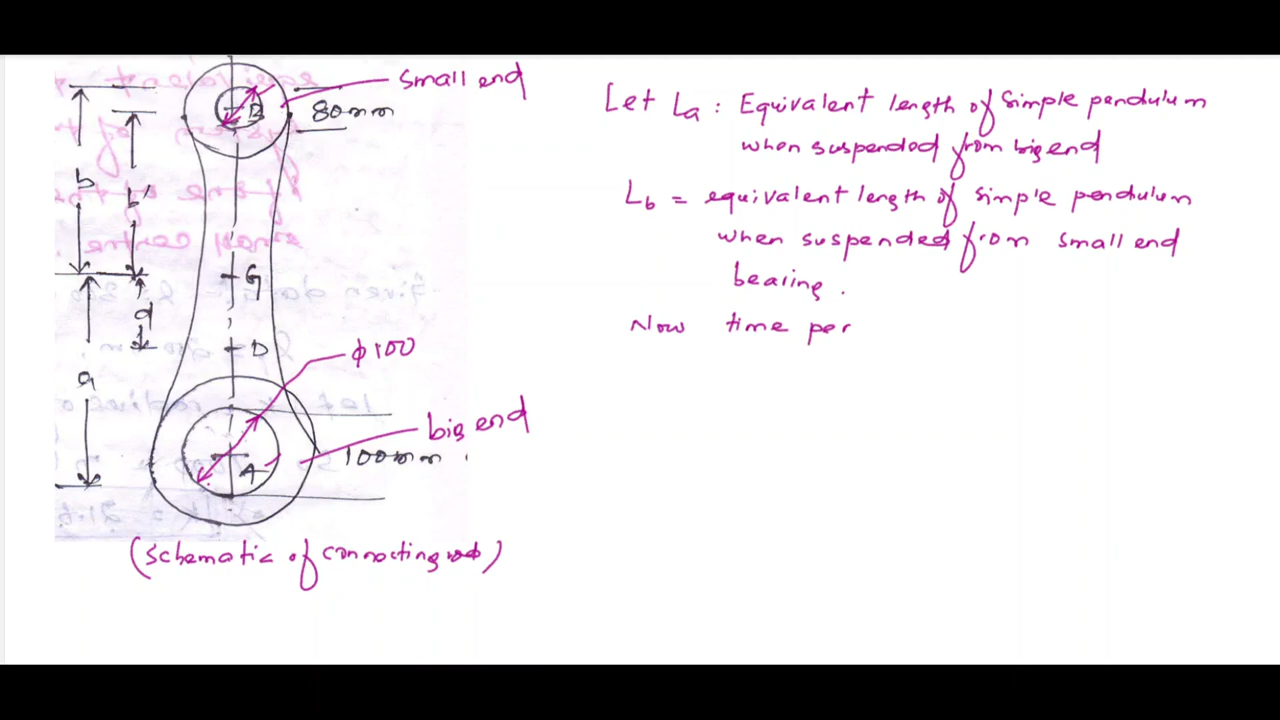 small end
B
80mm
b
b'
G
d
D
a
φ100
big end
100mm
A
(schematic of connecting rod)
Let La : Equivalent length of simple pendulum
when suspended from big end
Lb = equivalent length of simple pendulum
when suspended from small end
bearing.
Now time per